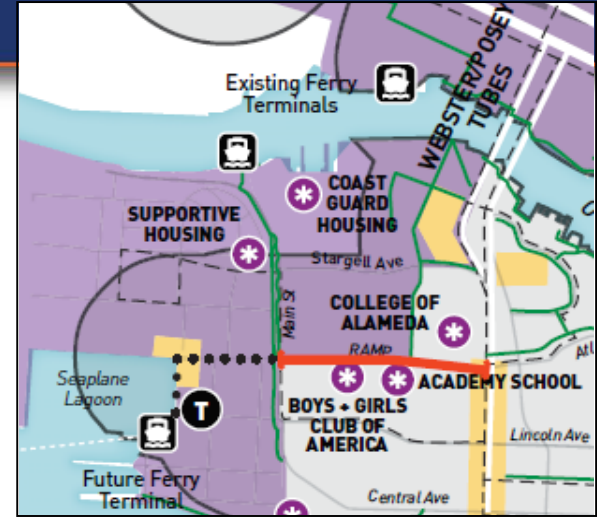 WEBSTER/POSEY
TUBES
Existing Ferry
Terminals
COAST
GUARD
HOUSING
SUPPORTIVE
HOUSING
Stargell Ave
Main St
COLLEGE OF
ALAMEDA
RAMP
Atl
Seaplane
Lagoon
T
ACADEMY SCHOOL
BOYS + GIRLS
CLUB OF
AMERICA
Lincoln Ave
Future Ferry
Terminal
Central Ave